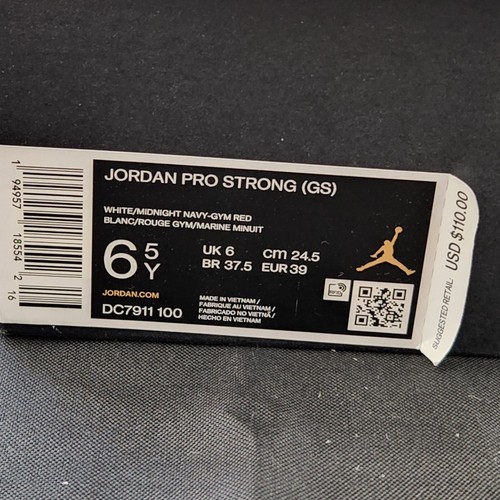 JORDAN PRO STRONG (GS)
WHITE/MIDNIGHT NAVY-GYM RED
BLANC/ROUGE GYM/MARINE MINUIT
6 5Y
UK 6 cm 24.5
BR 37.5 EUR 39
JORDAN.COM
DC7911 100
MADE IN VIETNAM /
FABRIQUE AU VIETNAM /
FABRICADO NO VIETNÃ /
HECHO EN VIETNAM
RFID
SUGGESTED RETAIL USD $110.00
1 94957 18554 2 16